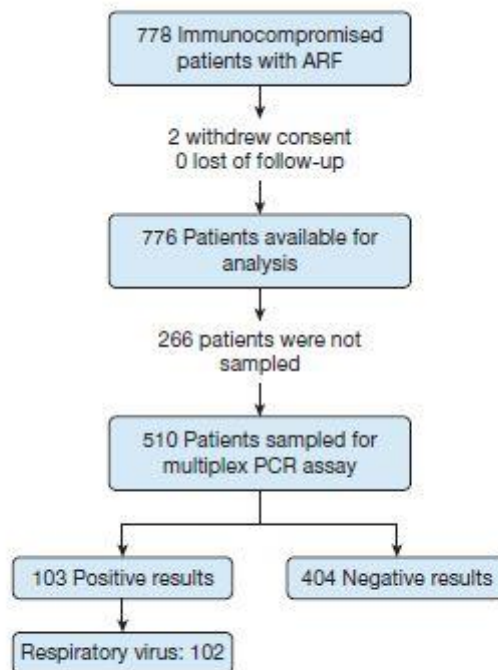 778 Immunocompromised
patients with ARF
2 withdrew consent
0 lost of follow-up
776 Patients available for
analysis
266 patients were not
sampled
510 Patients sampled for
multiplex PCR assay
103 Positive results
404 Negative results
Respiratory virus: 102